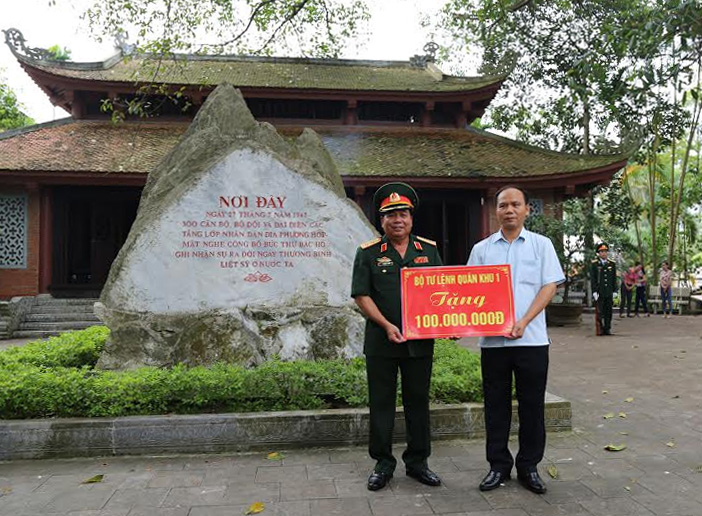 NƠI ĐÂY
NGÀY 27 THÁNG 7 NĂM 1947
300 CÁN BỘ, BỘ ĐỘI VÀ ĐẠI DIỆN CÁC
TẦNG LỚP NHÂN DÂN ĐỊA PHƯƠNG HỘI
MẶT NGHE CÔNG BỐ BỨC THƯ BÁC HỒ
GHI NHẬN SỰ RA ĐỜI NGÀY THƯƠNG BINH
LIỆT SỸ Ở NƯỚC TA
BỘ TƯ LỆNH QUÂN KHU 1
Tặng
100.000.000Đ